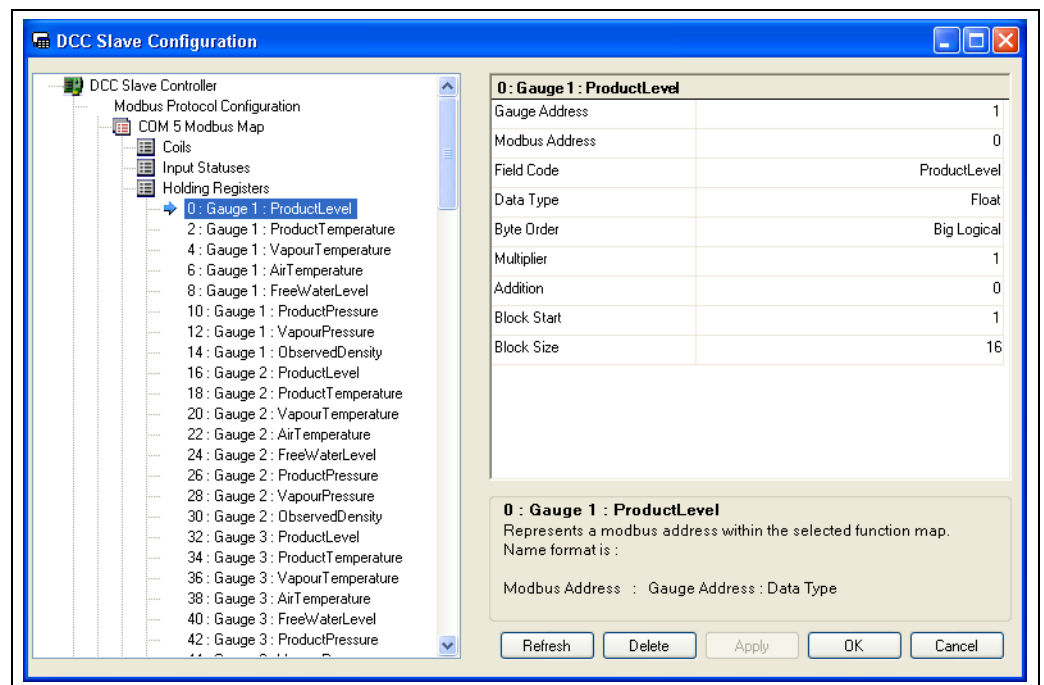 DCC Slave Configuration
DCC Slave Controller
Modbus Protocol Configuration
COM 5 Modbus Map
Coils
Input Statuses
Holding Registers
0 : Gauge 1 : ProductLevel
2 : Gauge 1 : ProductTemperature
4 : Gauge 1 : VapourTemperature
6 : Gauge 1 : AirTemperature
8 : Gauge 1 : FreeWaterLevel
10 : Gauge 1 : ProductPressure
12 : Gauge 1 : VapourPressure
14 : Gauge 1 : ObservedDensity
16 : Gauge 2 : ProductLevel
18 : Gauge 2 : ProductTemperature
20 : Gauge 2 : VapourTemperature
22 : Gauge 2 : AirTemperature
24 : Gauge 2 : FreeWaterLevel
26 : Gauge 2 : ProductPressure
28 : Gauge 2 : VapourPressure
30 : Gauge 2 : ObservedDensity
32 : Gauge 3 : ProductLevel
34 : Gauge 3 : ProductTemperature
36 : Gauge 3 : VapourTemperature
38 : Gauge 3 : AirTemperature
40 : Gauge 3 : FreeWaterLevel
42 : Gauge 3 : ProductPressure
0 : Gauge 1 : ProductLevel
Gauge Address 1
Modbus Address 0
Field Code ProductLevel
Data Type Float
Byte Order Big Logical
Multiplier 1
Addition 0
Block Start 1
Block Size 16
0 : Gauge 1 : ProductLevel
Represents a modbus address within the selected function map.
Name format is :
Modbus Address : Gauge Address : Data Type
Refresh Delete Apply OK Cancel